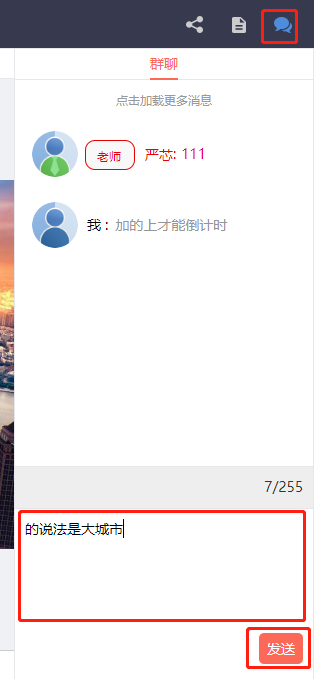 群聊
点击加载更多消息
老师 严芯: 111
我 : 加的上才能倒计时
7/255
的说法是大城市
发送